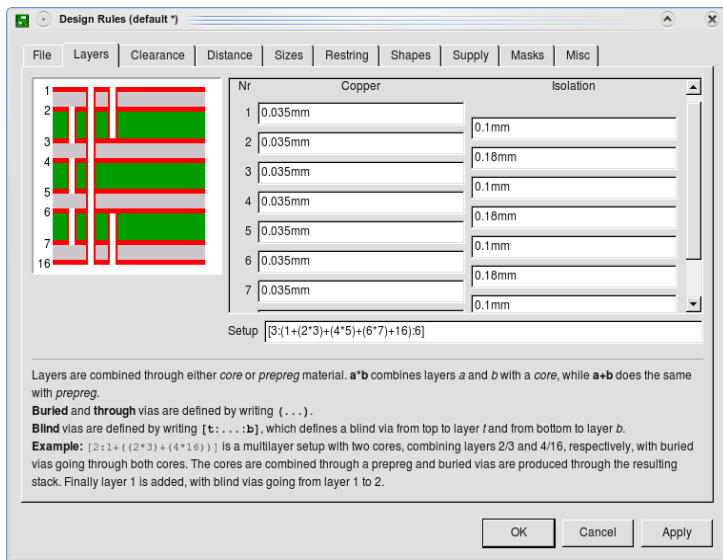 Design Rules (default *)
File Layers Clearance Distance Sizes Restring Shapes Supply Masks Misc
Nr Copper Isolation
1
2
3
4
5
6
7
16
1 0.035mm
0.1mm
2 0.035mm
0.18mm
3 0.035mm
0.1mm
4 0.035mm
0.18mm
5 0.035mm
0.1mm
6 0.035mm
0.18mm
7 0.035mm
0.1mm
Setup [3:(1+(2*3)+(4*5)+(6*7)+16):6]
Layers are combined through either core or prepreg material. a*b combines layers a and b with a core, while a+b does the same
with prepreg.
Buried and through vias are defined by writing (...).
Blind vias are defined by writing [t:...:b], which defines a blind via from top to layer t and from bottom to layer b.
Example: [2:1+((2*3)+(4*16))] is a multilayer setup with two cores, combining layers 2/3 and 4/16, respectively, with buried
vias going through both cores. The cores are combined through a prepreg and buried vias are produced through the resulting
stack. Finally layer 1 is added, with blind vias going from layer 1 to 2.
OK Cancel Apply